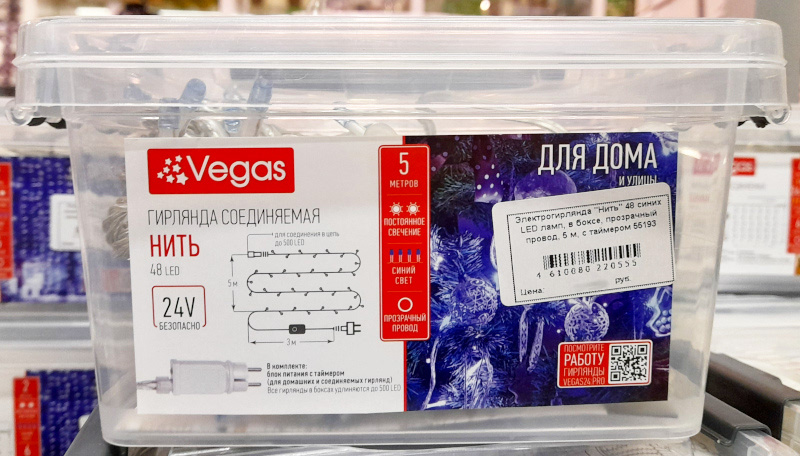 Vegas
ГИРЛЯНДА СОЕДИНЯЕМАЯ
НИТЬ
48 LED
24V
БЕЗОПАСНО
для соединения в цепь
до 500 LED
5 м
3 м
В комплекте:
блок питания с таймером
(для домашних и соединяемых гирлянд)
Все гирлянды в боксах удлиняются до 500 LED
5
МЕТРОВ
ПОСТОЯННОЕ
СВЕЧЕНИЕ
СИНИЙ
СВЕТ
ПРОЗРАЧНЫЙ
ПРОВОД
ДЛЯ ДОМА
И УЛИЦЫ
Электрогирлянда "Нить" 48 синих
LED ламп, в боксе, прозрачный
провод, 5 м, с таймером 55193
4 610080 220555
Цена: руб.
ПОСМОТРИТЕ
РАБОТУ
ГИРЛЯНДЫ
VEGAS24.PRO